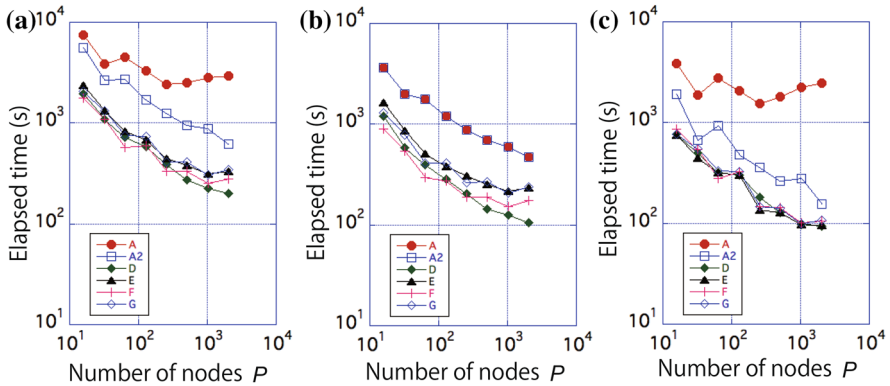 (a)
10^4
10^3
10^2
10^1
Elapsed time (s)
A
A2
D
E
F
G
10^1
10^2
10^3
10^4
Number of nodes P
(b)
10^4
10^3
10^2
10^1
Elapsed time (s)
A
A2
D
E
F
G
10^1
10^2
10^3
10^4
Number of nodes P
(c)
10^4
10^3
10^2
10^1
Elapsed time (s)
A
A2
D
E
F
G
10^1
10^2
10^3
10^4
Number of nodes P